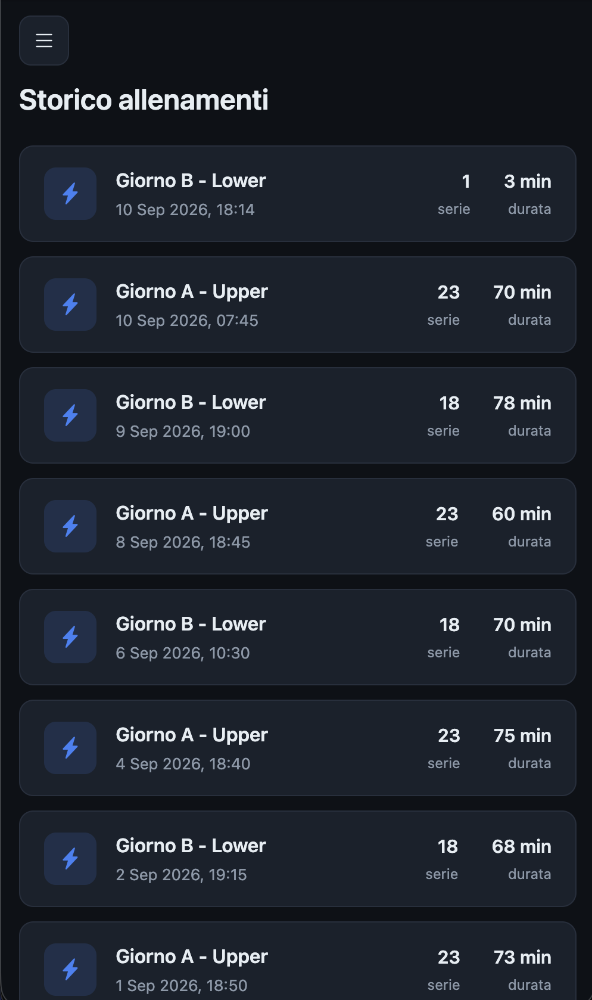 Storico allenamenti
Giorno B - Lower
10 Sep 2026, 18:14
1 3 min
serie durata
Giorno A - Upper
10 Sep 2026, 07:45
23 70 min
serie durata
Giorno B - Lower
9 Sep 2026, 19:00
18 78 min
serie durata
Giorno A - Upper
8 Sep 2026, 18:45
23 60 min
serie durata
Giorno B - Lower
6 Sep 2026, 10:30
18 70 min
serie durata
Giorno A - Upper
4 Sep 2026, 18:40
23 75 min
serie durata
Giorno B - Lower
2 Sep 2026, 19:15
18 68 min
serie durata
Giorno A - Upper
1 Sep 2026, 18:50
23 73 min
serie durata